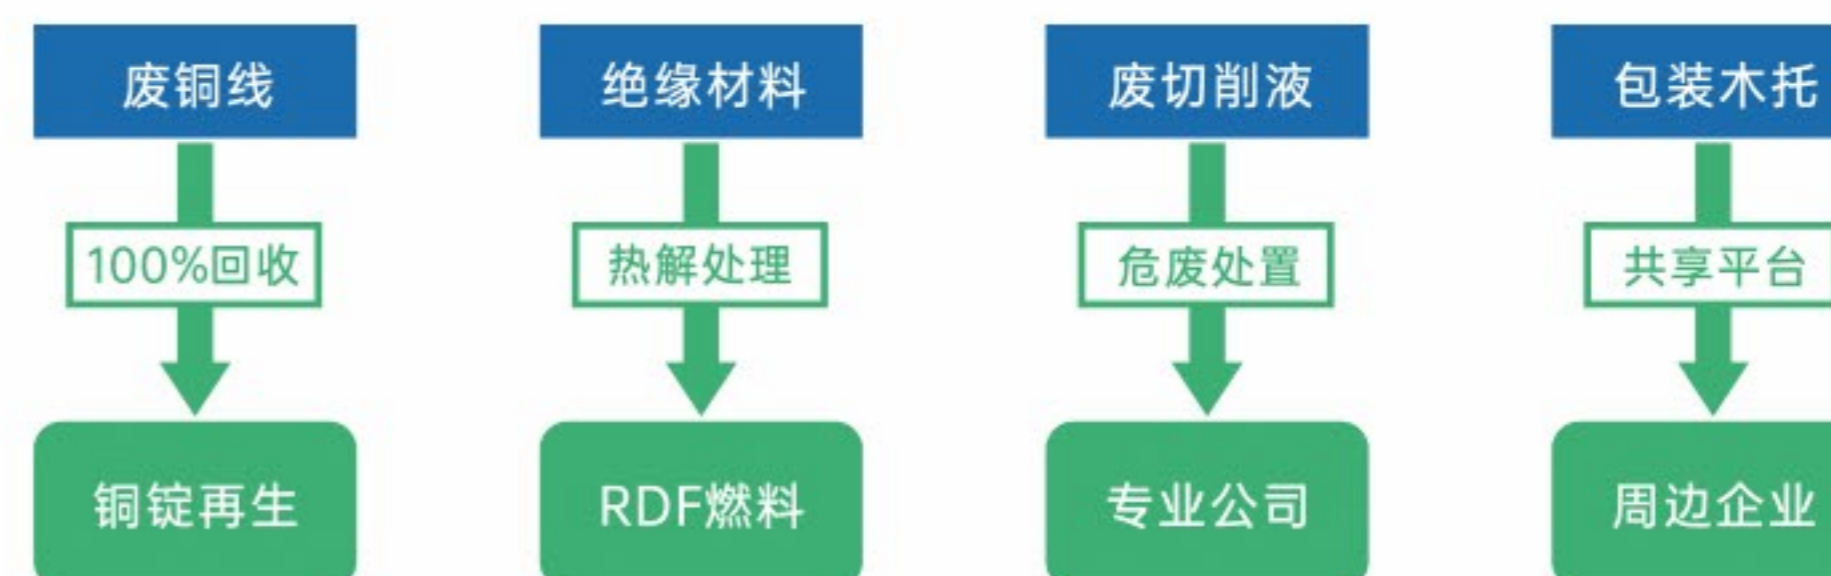 废铜线
绝缘材料
废切削液
包装木托
100%回收
热解处理
危废处置
共享平台
铜锭再生
RDF燃料
专业公司
周边企业